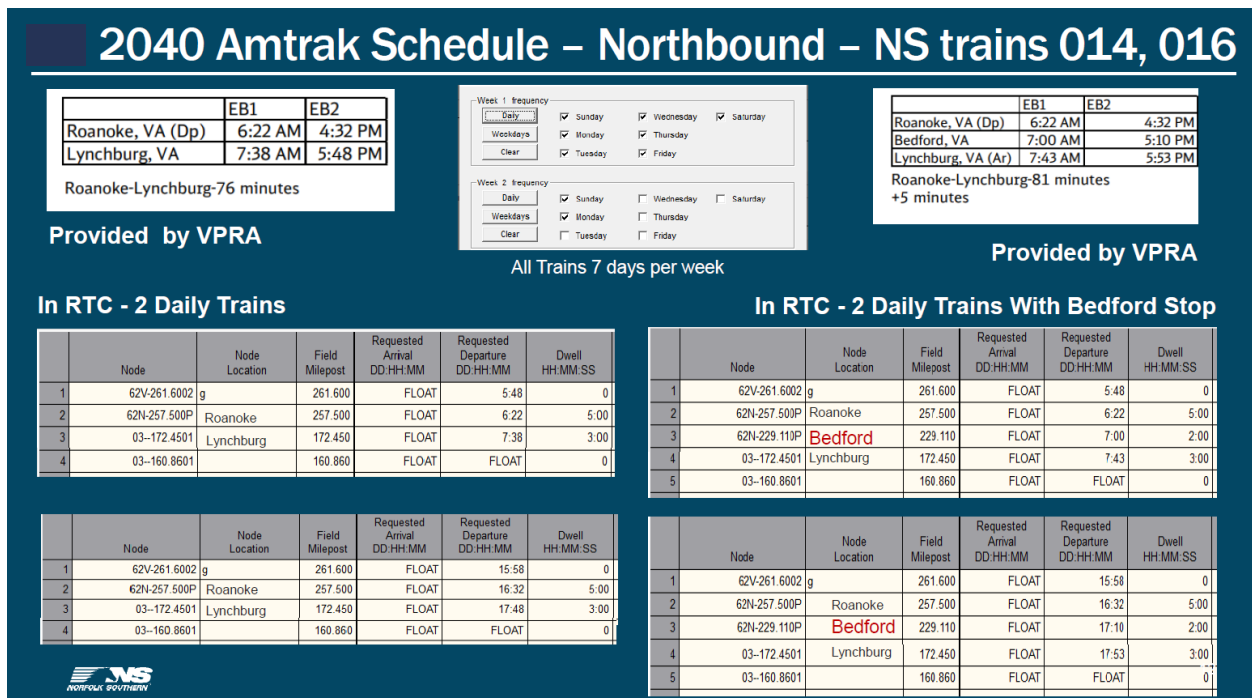 2040 Amtrak Schedule – Northbound – NS trains 014, 016
EB1 EB2
Roanoke, VA (Dp) 6:22 AM 4:32 PM
Lynchburg, VA 7:38 AM 5:48 PM
Roanoke-Lynchburg-76 minutes
Provided by VPRA
Week 1 frequency
Daily Sunday Wednesday Saturday
Weekdays Monday Thursday
Clear Tuesday Friday
Week 2 frequency
Daily Sunday Wednesday Saturday
Weekdays Monday Thursday
Clear Tuesday Friday
All Trains 7 days per week
EB1 EB2
Roanoke, VA (Dp) 6:22 AM 4:32 PM
Bedford, VA 7:00 AM 5:10 PM
Lynchburg, VA (Ar) 7:43 AM 5:53 PM
Roanoke-Lynchburg-81 minutes
+5 minutes
Provided by VPRA
In RTC - 2 Daily Trains
Node Node Location Field Milepost Requested Arrival DD:HH:MM Requested Departure DD:HH:MM Dwell HH:MM:SS
1 62V-261.6002 g 261.600 FLOAT 5:48 0
2 62N-257.500P Roanoke 257.500 FLOAT 6:22 5:00
3 03--172.4501 Lynchburg 172.450 FLOAT 7:38 3:00
4 03--160.8601 160.860 FLOAT FLOAT 0
Node Node Location Field Milepost Requested Arrival DD:HH:MM Requested Departure DD:HH:MM Dwell HH:MM:SS
1 62V-261.6002 g 261.600 FLOAT 15:58 0
2 62N-257.500P Roanoke 257.500 FLOAT 16:32 5:00
3 03--172.4501 Lynchburg 172.450 FLOAT 17:48 3:00
4 03--160.8601 160.860 FLOAT FLOAT 0
In RTC - 2 Daily Trains With Bedford Stop
Node Node Location Field Milepost Requested Arrival DD:HH:MM Requested Departure DD:HH:MM Dwell HH:MM:SS
1 62V-261.6002 g 261.600 FLOAT 5:48 0
2 62N-257.500P Roanoke 257.500 FLOAT 6:22 5:00
3 62N-229.110P Bedford 229.110 FLOAT 7:00 2:00
4 03--172.4501 Lynchburg 172.450 FLOAT 7:43 3:00
5 03--160.8601 160.860 FLOAT FLOAT 0
Node Node Location Field Milepost Requested Arrival DD:HH:MM Requested Departure DD:HH:MM Dwell HH:MM:SS
1 62V-261.6002 g 261.600 FLOAT 15:58 0
2 62N-257.500P Roanoke 257.500 FLOAT 16:32 5:00
3 62N-229.110P Bedford 229.110 FLOAT 17:10 2:00
4 03--172.4501 Lynchburg 172.450 FLOAT 17:53 3:00
5 03--160.8601 160.860 FLOAT FLOAT 0
NS
NORFOLK SOUTHERN